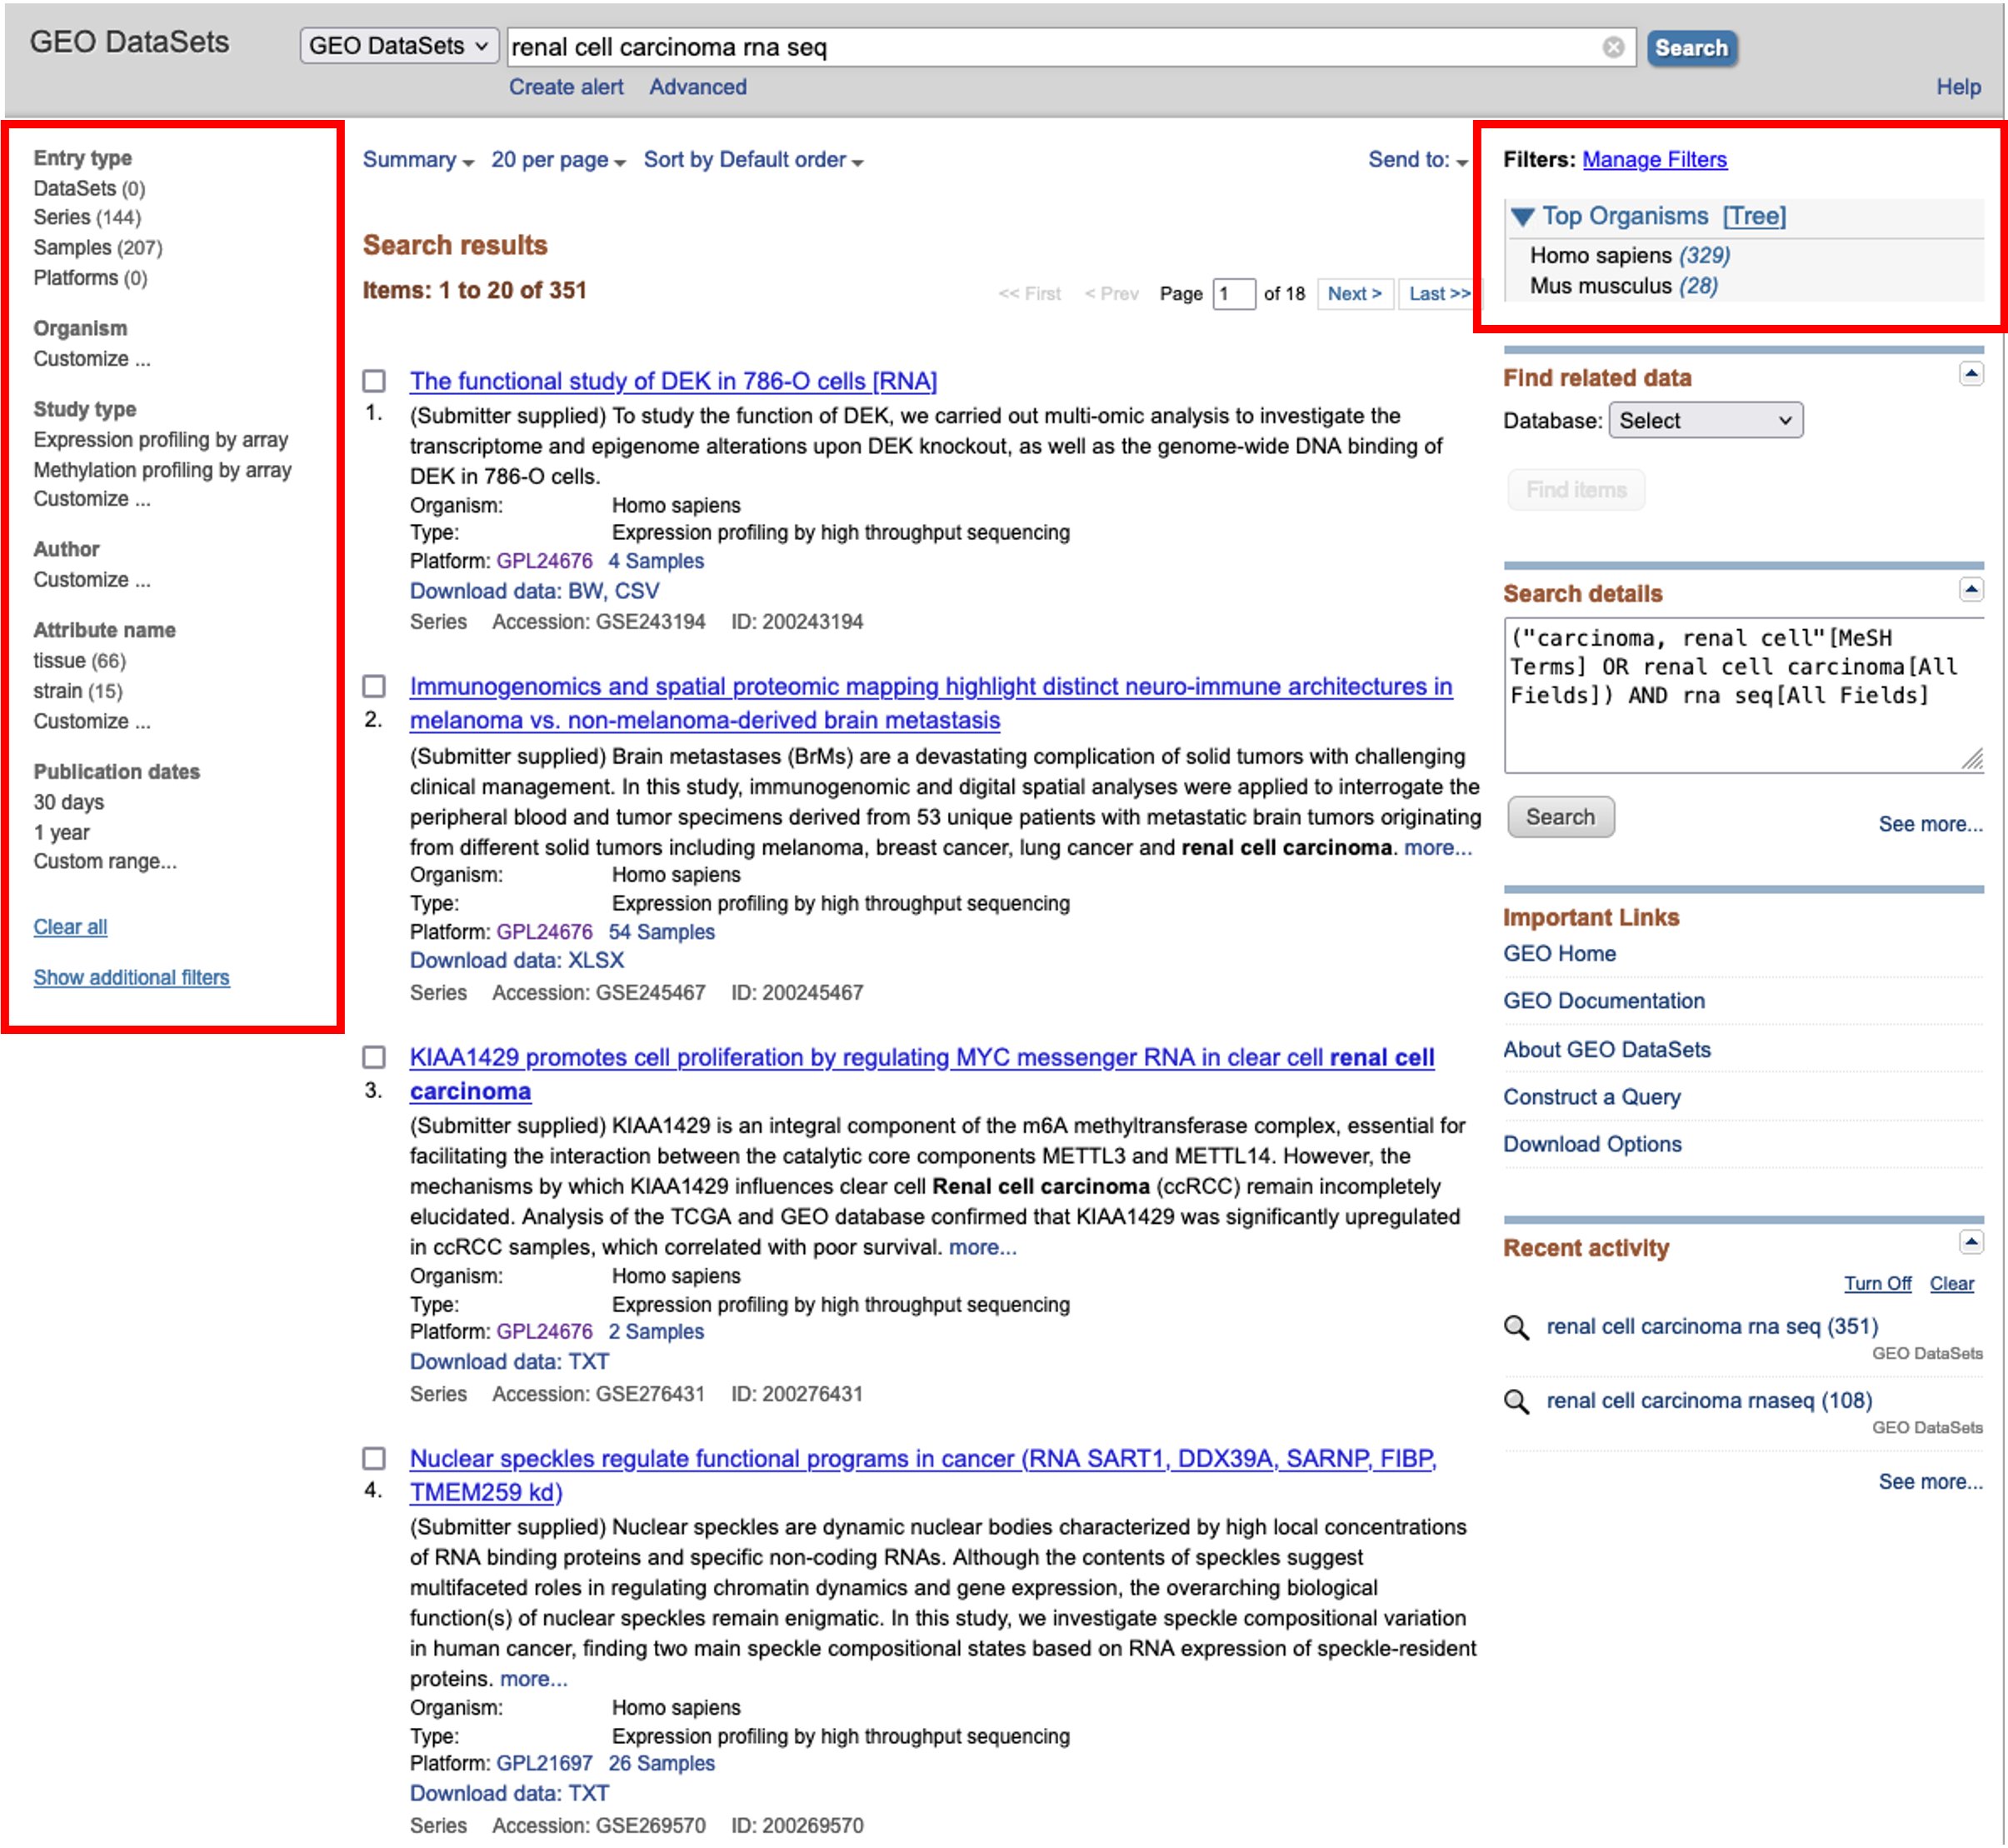 GEO DataSets
GEO DataSets
renal cell carcinoma rna seq
Search
Create alert Advanced
Help
Entry type
DataSets (0)
Series (144)
Samples (207)
Platforms (0)
Organism
Customize ...
Study type
Expression profiling by array
Methylation profiling by array
Customize ...
Author
Customize ...
Attribute name
tissue (66)
strain (15)
Customize ...
Publication dates
30 days
1 year
Custom range...
Clear all
Show additional filters
Summary 20 per page Sort by Default order Send to:
Search results
Items: 1 to 20 of 351
<< First < Prev Page 1 of 18 Next > Last >>
The functional study of DEK in 786-O cells [RNA]
1. (Submitter supplied) To study the function of DEK, we carried out multi-omic analysis to investigate the
transcriptome and epigenome alterations upon DEK knockout, as well as the genome-wide DNA binding of
DEK in 786-O cells.
Organism: Homo sapiens
Type: Expression profiling by high throughput sequencing
Platform: GPL24676 4 Samples
Download data: BW, CSV
Series Accession: GSE243194 ID: 200243194
Immunogenomics and spatial proteomic mapping highlight distinct neuro-immune architectures in
2. melanoma vs. non-melanoma-derived brain metastasis
(Submitter supplied) Brain metastases (BrMs) are a devastating complication of solid tumors with challenging
clinical management. In this study, immunogenomic and digital spatial analyses were applied to interrogate the
peripheral blood and tumor specimens derived from 53 unique patients with metastatic brain tumors originating
from different solid tumors including melanoma, breast cancer, lung cancer and renal cell carcinoma. more...
Organism: Homo sapiens
Type: Expression profiling by high throughput sequencing
Platform: GPL24676 54 Samples
Download data: XLSX
Series Accession: GSE245467 ID: 200245467
KIAA1429 promotes cell proliferation by regulating MYC messenger RNA in clear cell renal cell
3. carcinoma
(Submitter supplied) KIAA1429 is an integral component of the m6A methyltransferase complex, essential for
facilitating the interaction between the catalytic core components METTL3 and METTL14. However, the
mechanisms by which KIAA1429 influences clear cell Renal cell carcinoma (ccRCC) remain incompletely
elucidated. Analysis of the TCGA and GEO database confirmed that KIAA1429 was significantly upregulated
in ccRCC samples, which correlated with poor survival. more...
Organism: Homo sapiens
Type: Expression profiling by high throughput sequencing
Platform: GPL24676 2 Samples
Download data: TXT
Series Accession: GSE276431 ID: 200276431
Nuclear speckles regulate functional programs in cancer (RNA SART1, DDX39A, SARNP, FIBP,
4. TMEM259 kd)
(Submitter supplied) Nuclear speckles are dynamic nuclear bodies characterized by high local concentrations
of RNA binding proteins and specific non-coding RNAs. Although the contents of speckles suggest
multifaceted roles in regulating chromatin dynamics and gene expression, the overarching biological
function(s) of nuclear speckles remain enigmatic. In this study, we investigate speckle compositional variation
in human cancer, finding two main speckle compositional states based on RNA expression of speckle-resident
proteins. more...
Organism: Homo sapiens
Type: Expression profiling by high throughput sequencing
Platform: GPL21697 26 Samples
Download data: TXT
Series Accession: GSE269570 ID: 200269570
Filters: Manage Filters
Top Organisms [Tree]
Homo sapiens (329)
Mus musculus (28)
Find related data
Database: Select
Find items
Search details
("carcinoma, renal cell"[MeSH
Terms] OR renal cell carcinoma[All
Fields]) AND rna seq[All Fields]
Search
See more...
Important Links
GEO Home
GEO Documentation
About GEO DataSets
Construct a Query
Download Options
Recent activity
Turn Off Clear
renal cell carcinoma rna seq (351)
GEO DataSets
renal cell carcinoma rnaseq (108)
GEO DataSets
See more...